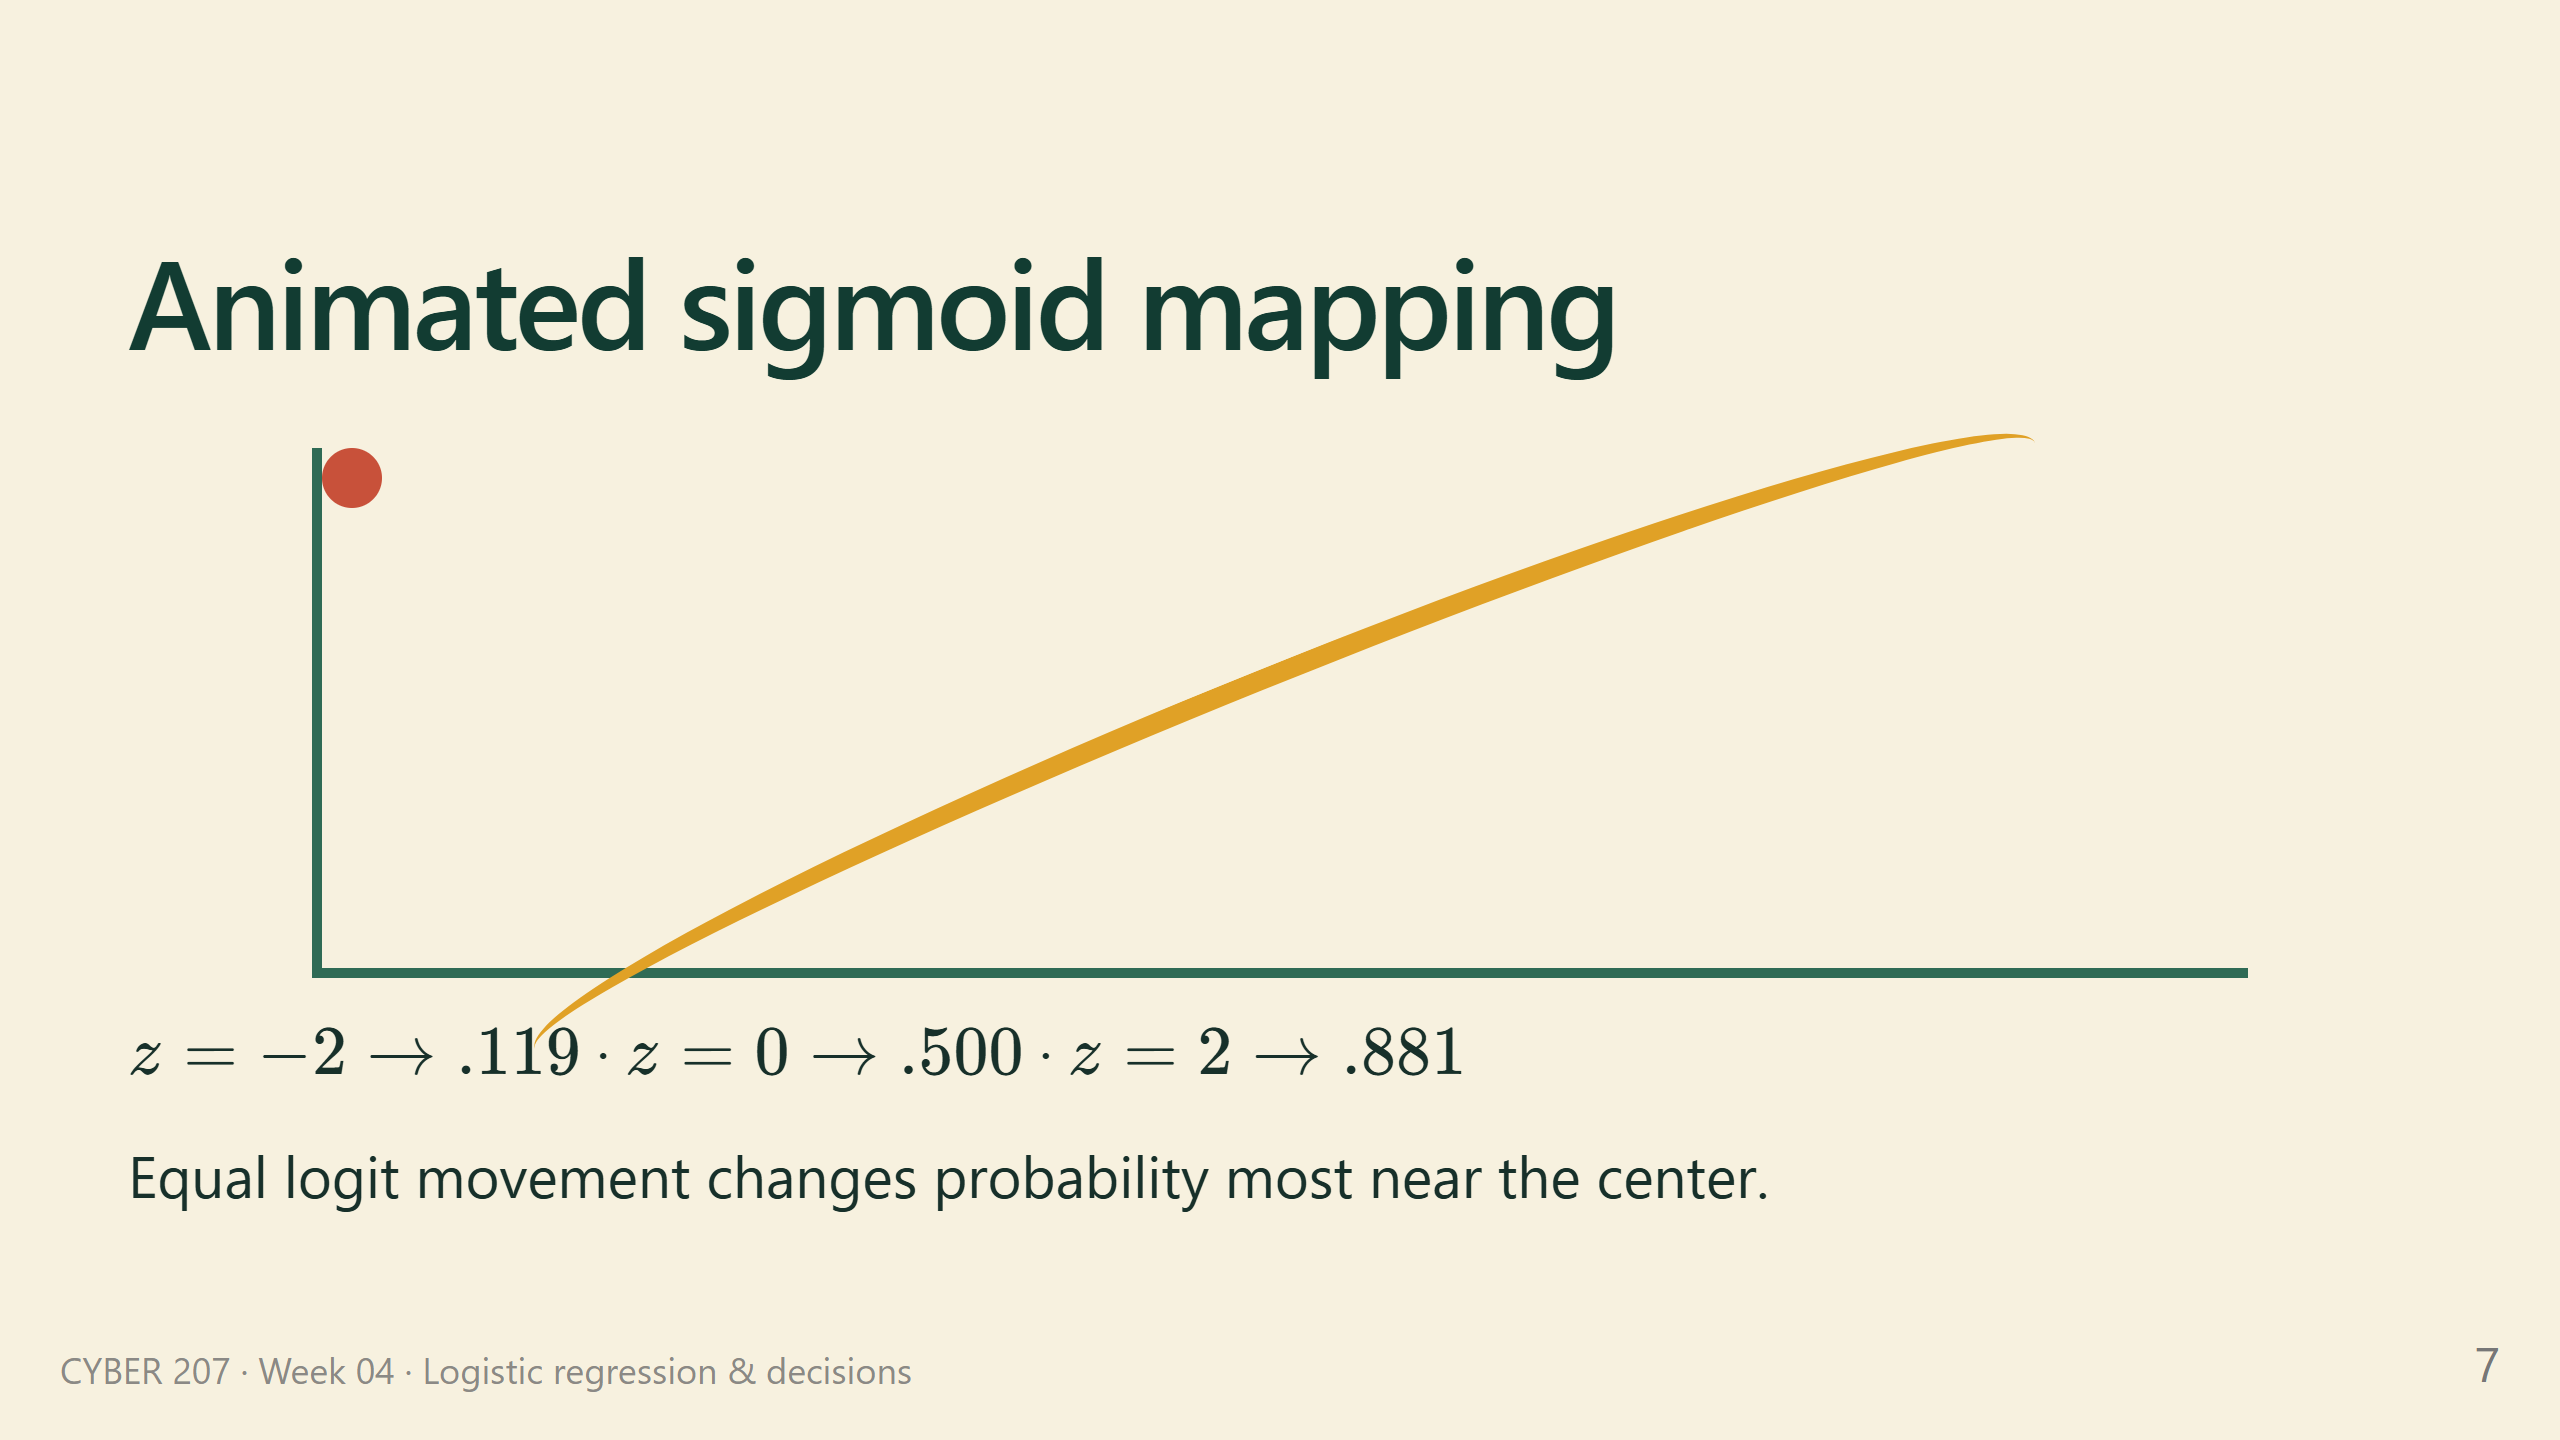 Animated sigmoid mapping
z = −2 → .119 · z = 0 → .500 · z = 2 → .881
Equal logit movement changes probability most near the center.
CYBER 207 · Week 04 · Logistic regression & decisions
7